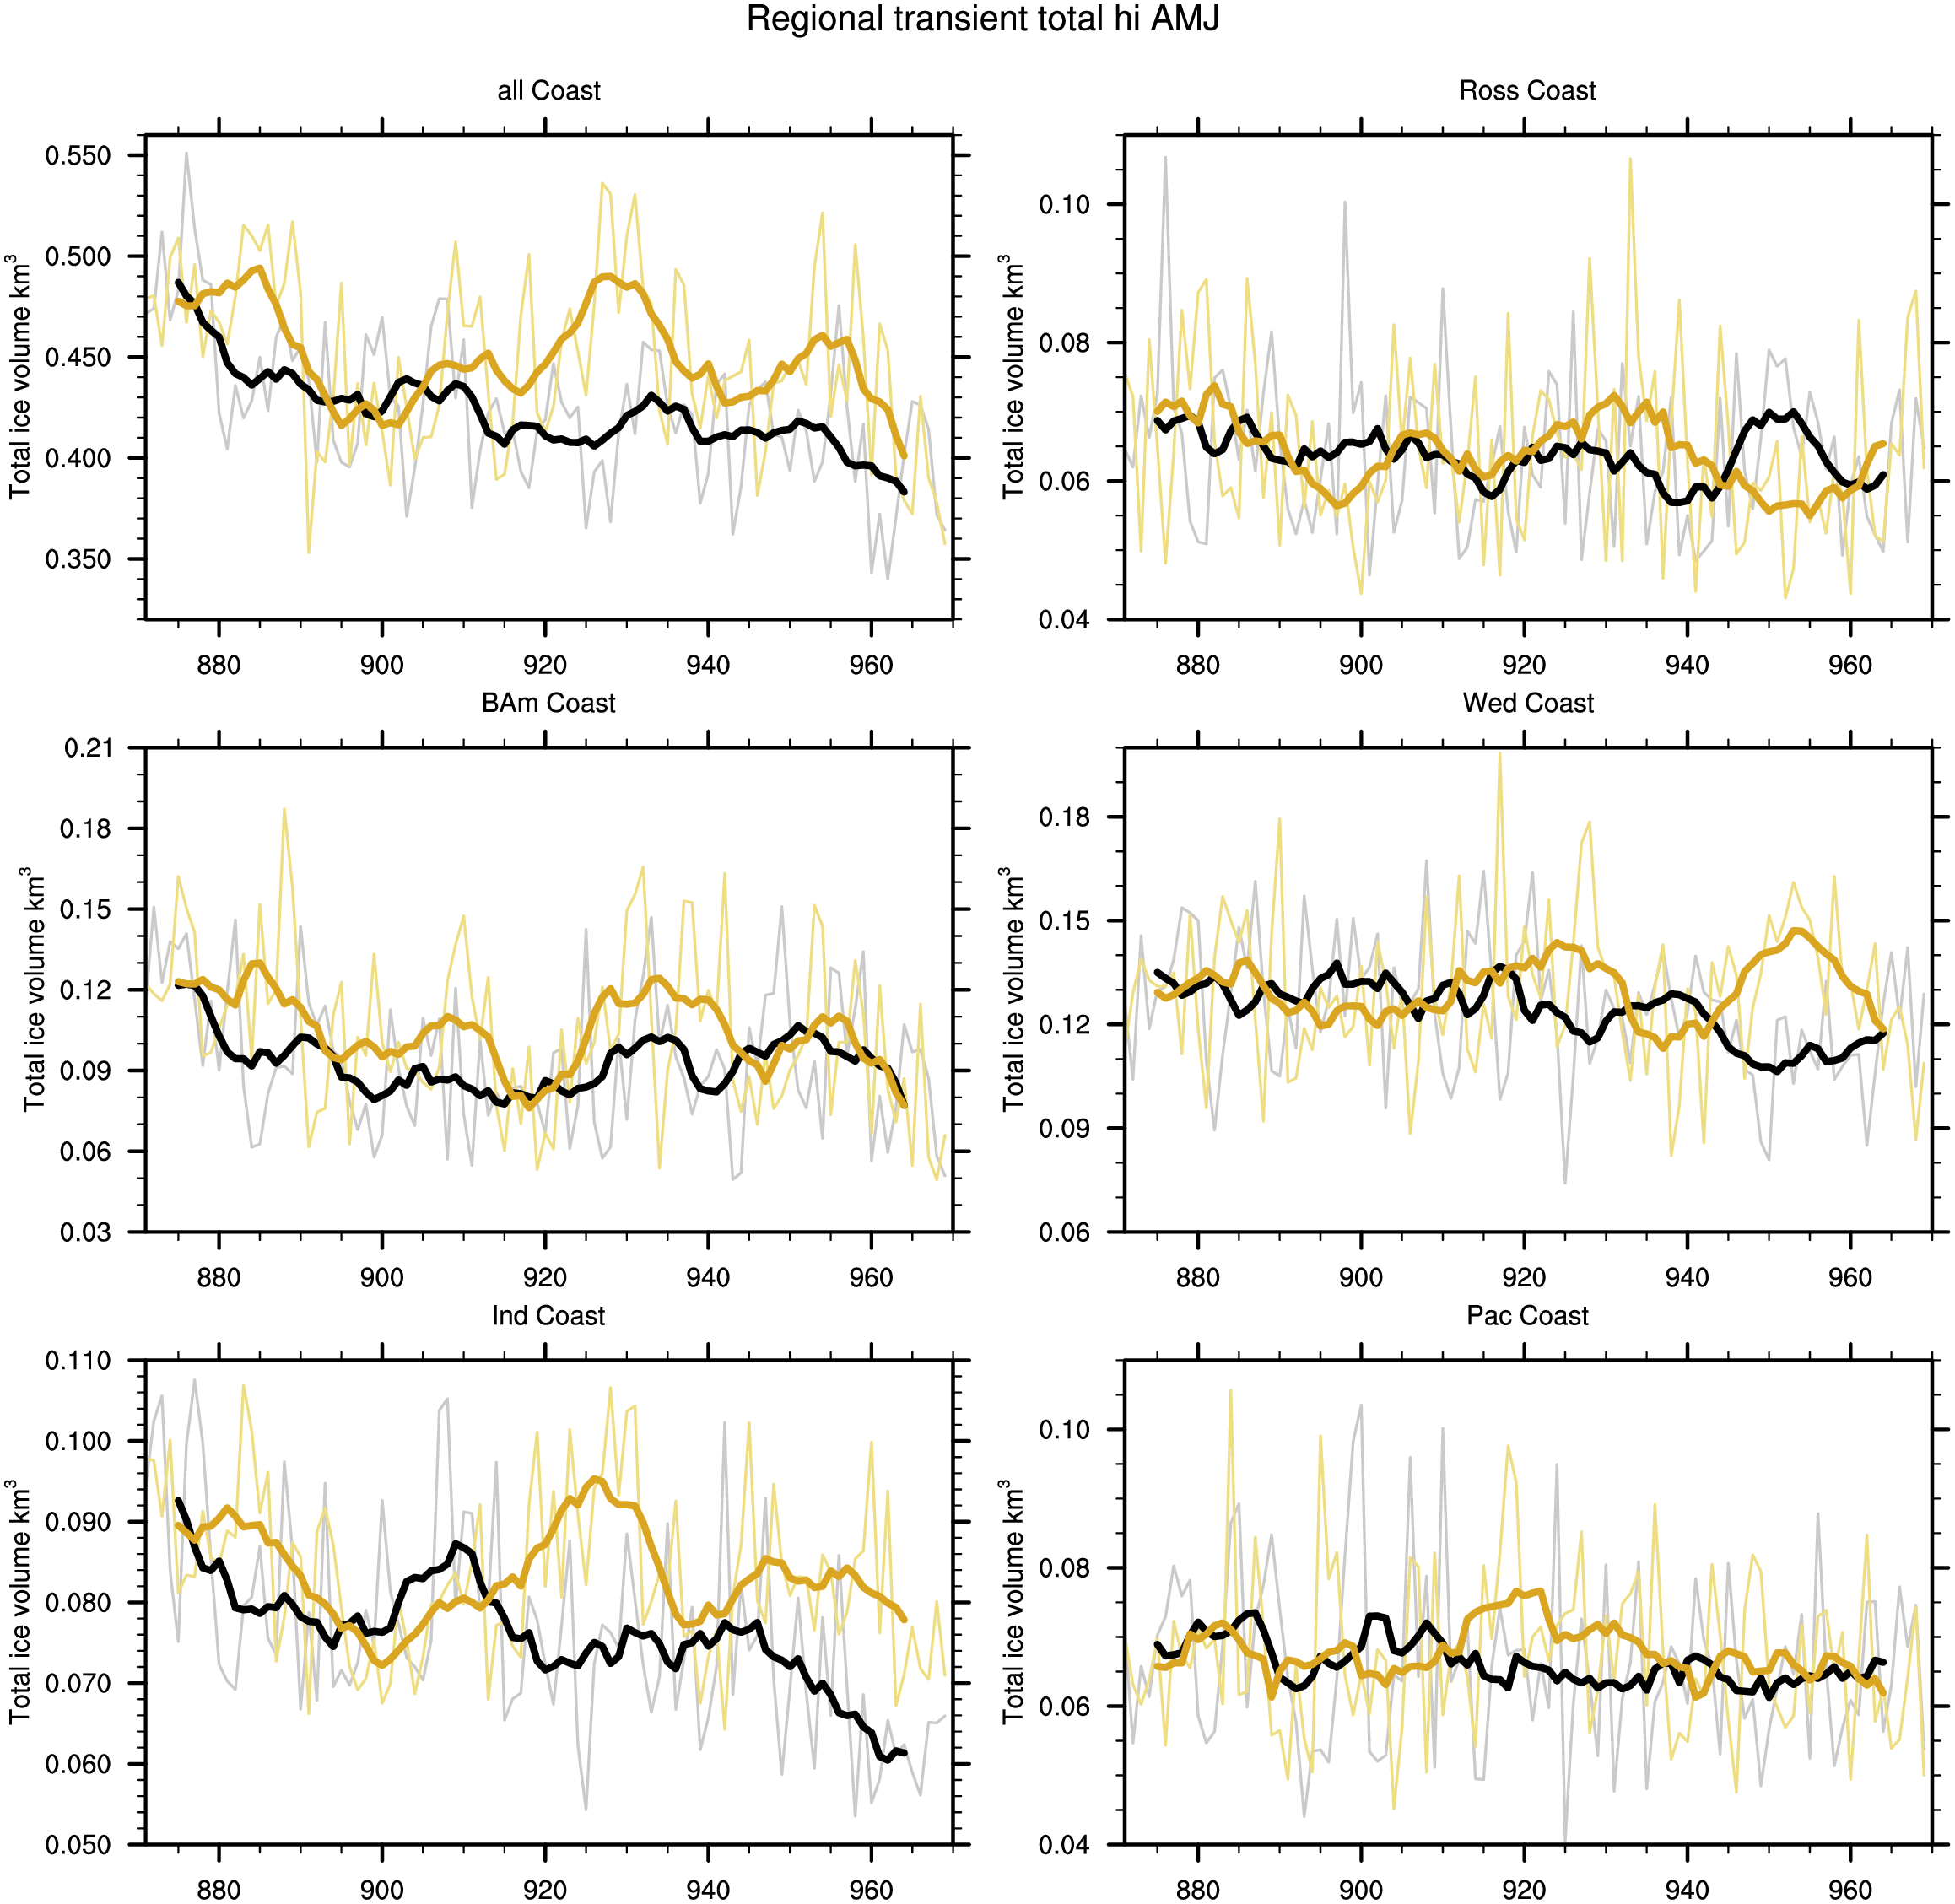 Regional transient total hi AMJ
all Coast
Total ice volume km³
0.550
0.500
0.450
0.400
0.350
880 900 920 940 960
Ross Coast
Total ice volume km³
0.10
0.08
0.06
0.04
880 900 920 940 960
BAm Coast
Total ice volume km³
0.21
0.18
0.15
0.12
0.09
0.06
0.03
880 900 920 940 960
Wed Coast
Total ice volume km³
0.18
0.15
0.12
0.09
0.06
880 900 920 940 960
Ind Coast
Total ice volume km³
0.110
0.100
0.090
0.080
0.070
0.060
0.050
880 900 920 940 960
Pac Coast
Total ice volume km³
0.10
0.08
0.06
0.04
880 900 920 940 960